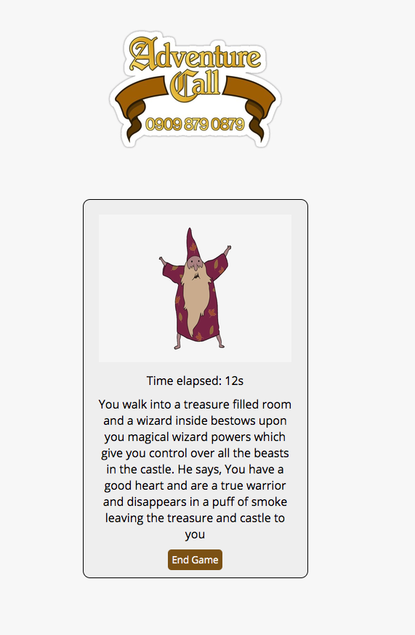 Adventure
Call
0909 879 0879
Time elapsed: 12s
You walk into a treasure filled room
and a wizard inside bestows upon
you magical wizard powers which
give you control over all the beasts
in the castle. He says, You have a
good heart and are a true warrior
and disappears in a puff of smoke
leaving the treasure and castle to
you
End Game